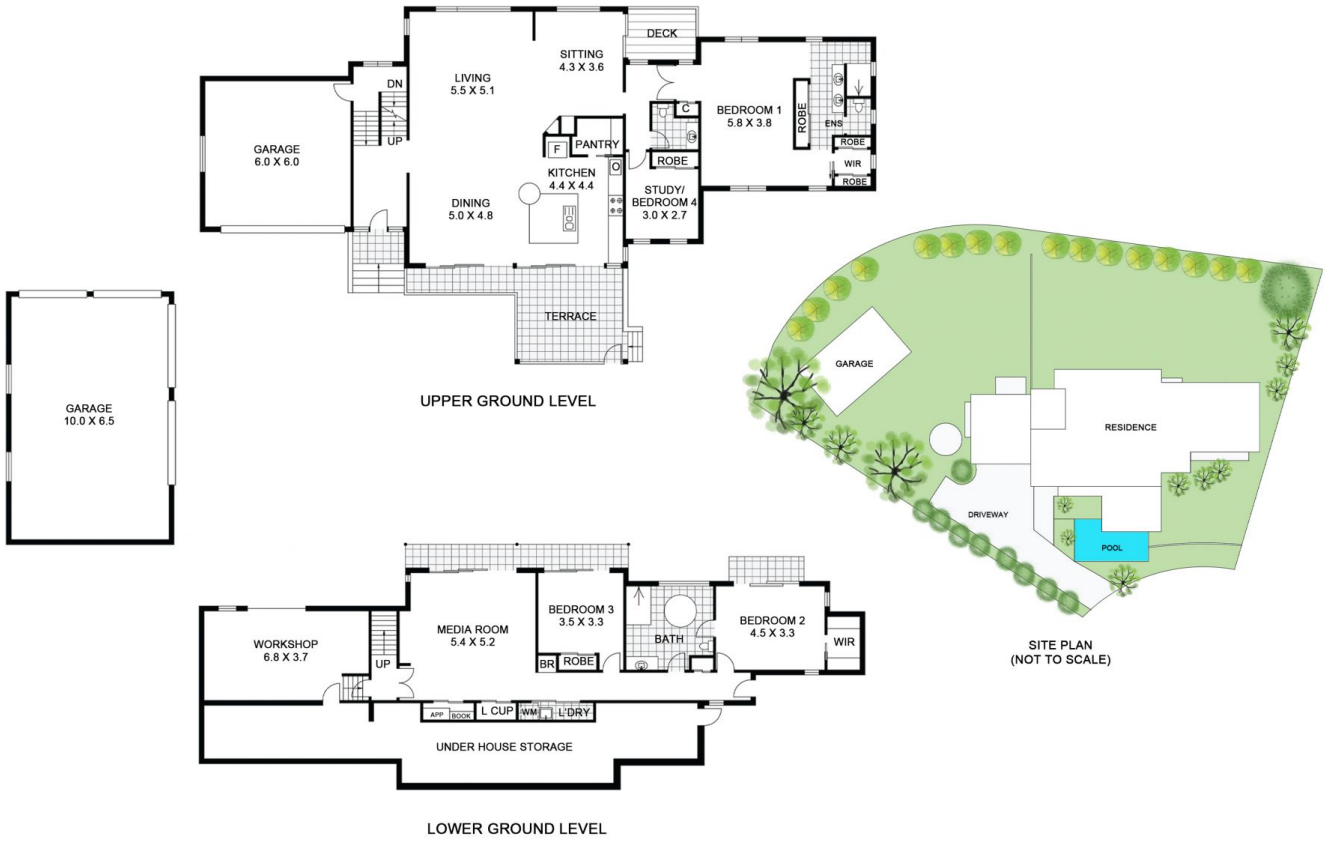 DECK
SITTING
4.3 X 3.6
LIVING
5.5 X 5.1
DN
UP
BEDROOM 1
5.8 X 3.8
ROBE
C
ENS
ROBE
WIR
ROBE
GARAGE
6.0 X 6.0
PANTRY
F
KITCHEN
4.4 X 4.4
O
ROBE
STUDY/
BEDROOM 4
3.0 X 2.7
DINING
5.0 X 4.8
TERRACE
UPPER GROUND LEVEL
GARAGE
10.0 X 6.5
GARAGE
RESIDENCE
DRIVEWAY
POOL
SITE PLAN
(NOT TO SCALE)
WORKSHOP
6.8 X 3.7
UP
MEDIA ROOM
5.4 X 5.2
BEDROOM 3
3.5 X 3.3
BR
ROBE
BATH
BEDROOM 2
4.5 X 3.3
WIR
APP
BOOK
L CUP
WM
L'DRY
UNDER HOUSE STORAGE
LOWER GROUND LEVEL